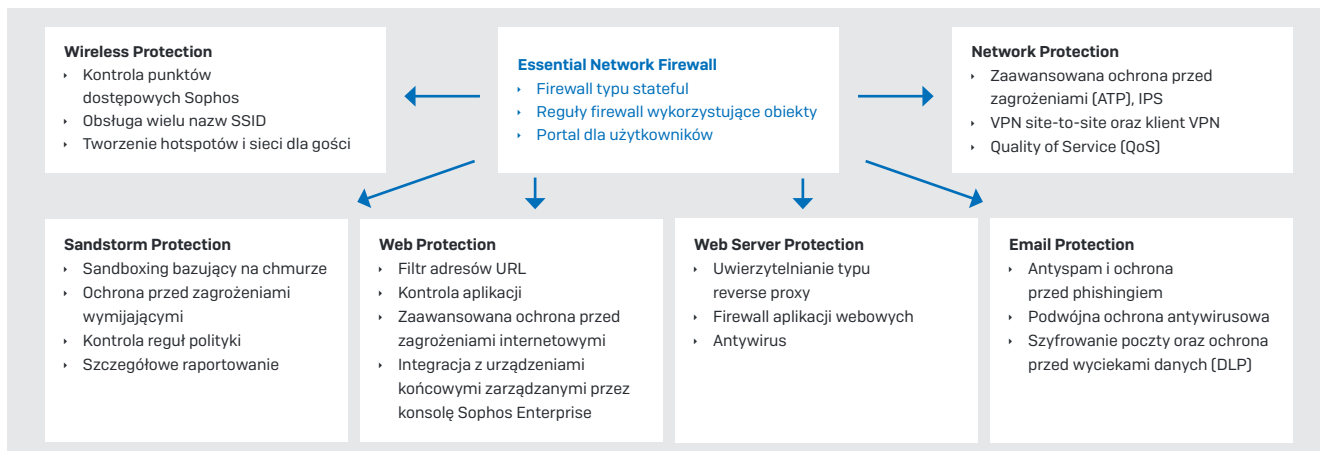 Wireless Protection
Kontrola punktów
dostępowych Sophos
Obsługa wielu nazw SSID
Tworzenie hotspotów i sieci dla gości
Essential Network Firewall
Firewall typu stateful
Reguły firewall wykorzystujące obiekty
Portal dla użytkowników
Network Protection
Zaawansowana ochrona przed
zagrożeniami (ATP), IPS
VPN site-to-site oraz klient VPN
Quality of Service (QoS)
Sandstorm Protection
Sandboxing bazujący na chmurze
Ochrona przed zagrożeniami
wymijającymi
Kontrola reguł polityki
Szczegółowe raportowanie
Web Protection
Filtr adresów URL
Kontrola aplikacji
Zaawansowana ochrona przed
zagrożeniami internetowymi
Integracja z urządzeniami
końcowymi zarządzanymi przez
konsolę Sophos Enterprise
Web Server Protection
Uwierzytelnianie typu
reverse proxy
Firewall aplikacji webowych
Antywirus
Email Protection
Antyspam i ochrona
przed phishingiem
Podwójna ochrona antywirusowa
Szyfrowanie poczty oraz ochrona
przed wyciekami danych (DLP)